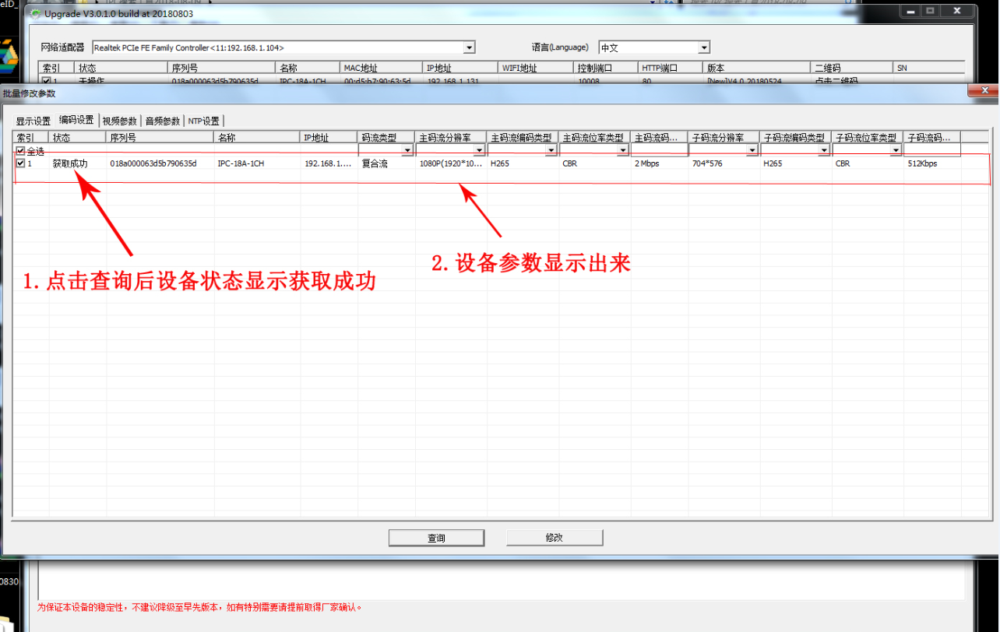 eID_
Upgrade V3.0.1.0 build at 20180803
网络适配器 Realtek PCIe FE Family Controller<11:192.168.1.104> 语言(Language) 中文
索引 状态 序列号 名称 MAC地址 IP地址 WIFI地址 控制端口 HTTP端口 版本 二维码 SN
1 无操作 018a000063d5b790635d IPC-18A-1CH 00:d5:b7:90:63:5d 192.168.1.131 10008 80 [New]V4.0.20180524 点击二维码
批量修改参数
显示设置 编码设置 视频参数 音频参数 NTP设置
索引 状态 序列号 名称 IP地址 码流类型 主码流分辨率 主码流编码类型 主码流位率类型 主码流码... 子码流分辨率 子码流编码类型 子码流位率类型 子码流码...
全选
1 获取成功 018a000063d5b790635d IPC-18A-1CH 192.168.1.... 复合流 1080P(1920*10... H265 CBR 2 Mbps 704*576 H265 CBR 512Kbps
2. 设备参数显示出来
1. 点击查询后设备状态显示获取成功
查询 修改
0830
为保证本设备的稳定性，不建议降级至早先版本，如有特别需要请提前取得厂家确认。